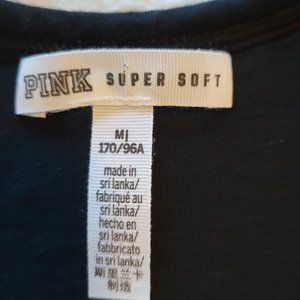 PINK SUPER SOFT
M|
170/96A
made in
sri lanka/
fabriqué au
sri lanka/
hecho en
sri lanka/
fabbricato
in sri lanka/
斯里兰卡
制造